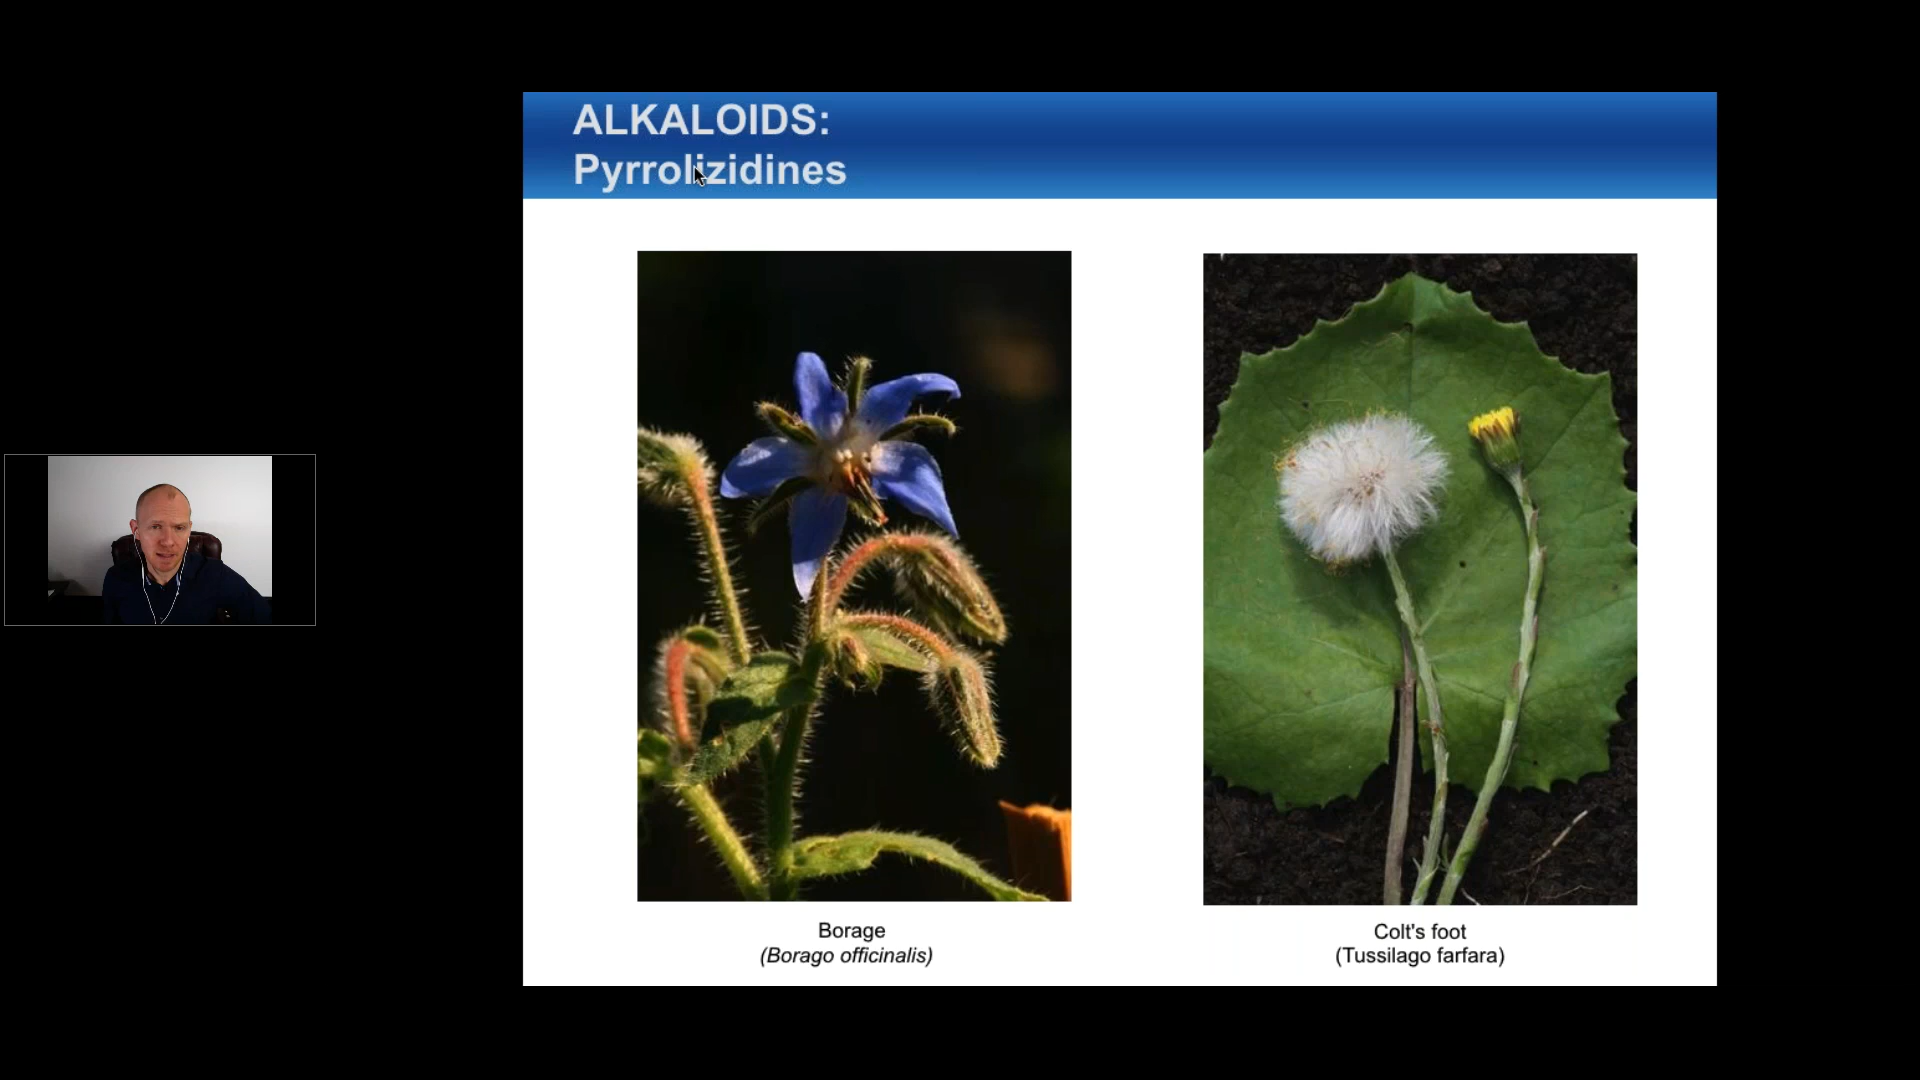 ALKALOIDS:
Pyrrolizidines
Borage
(Borago officinalis)
Colt's foot
(Tussilago farfara)